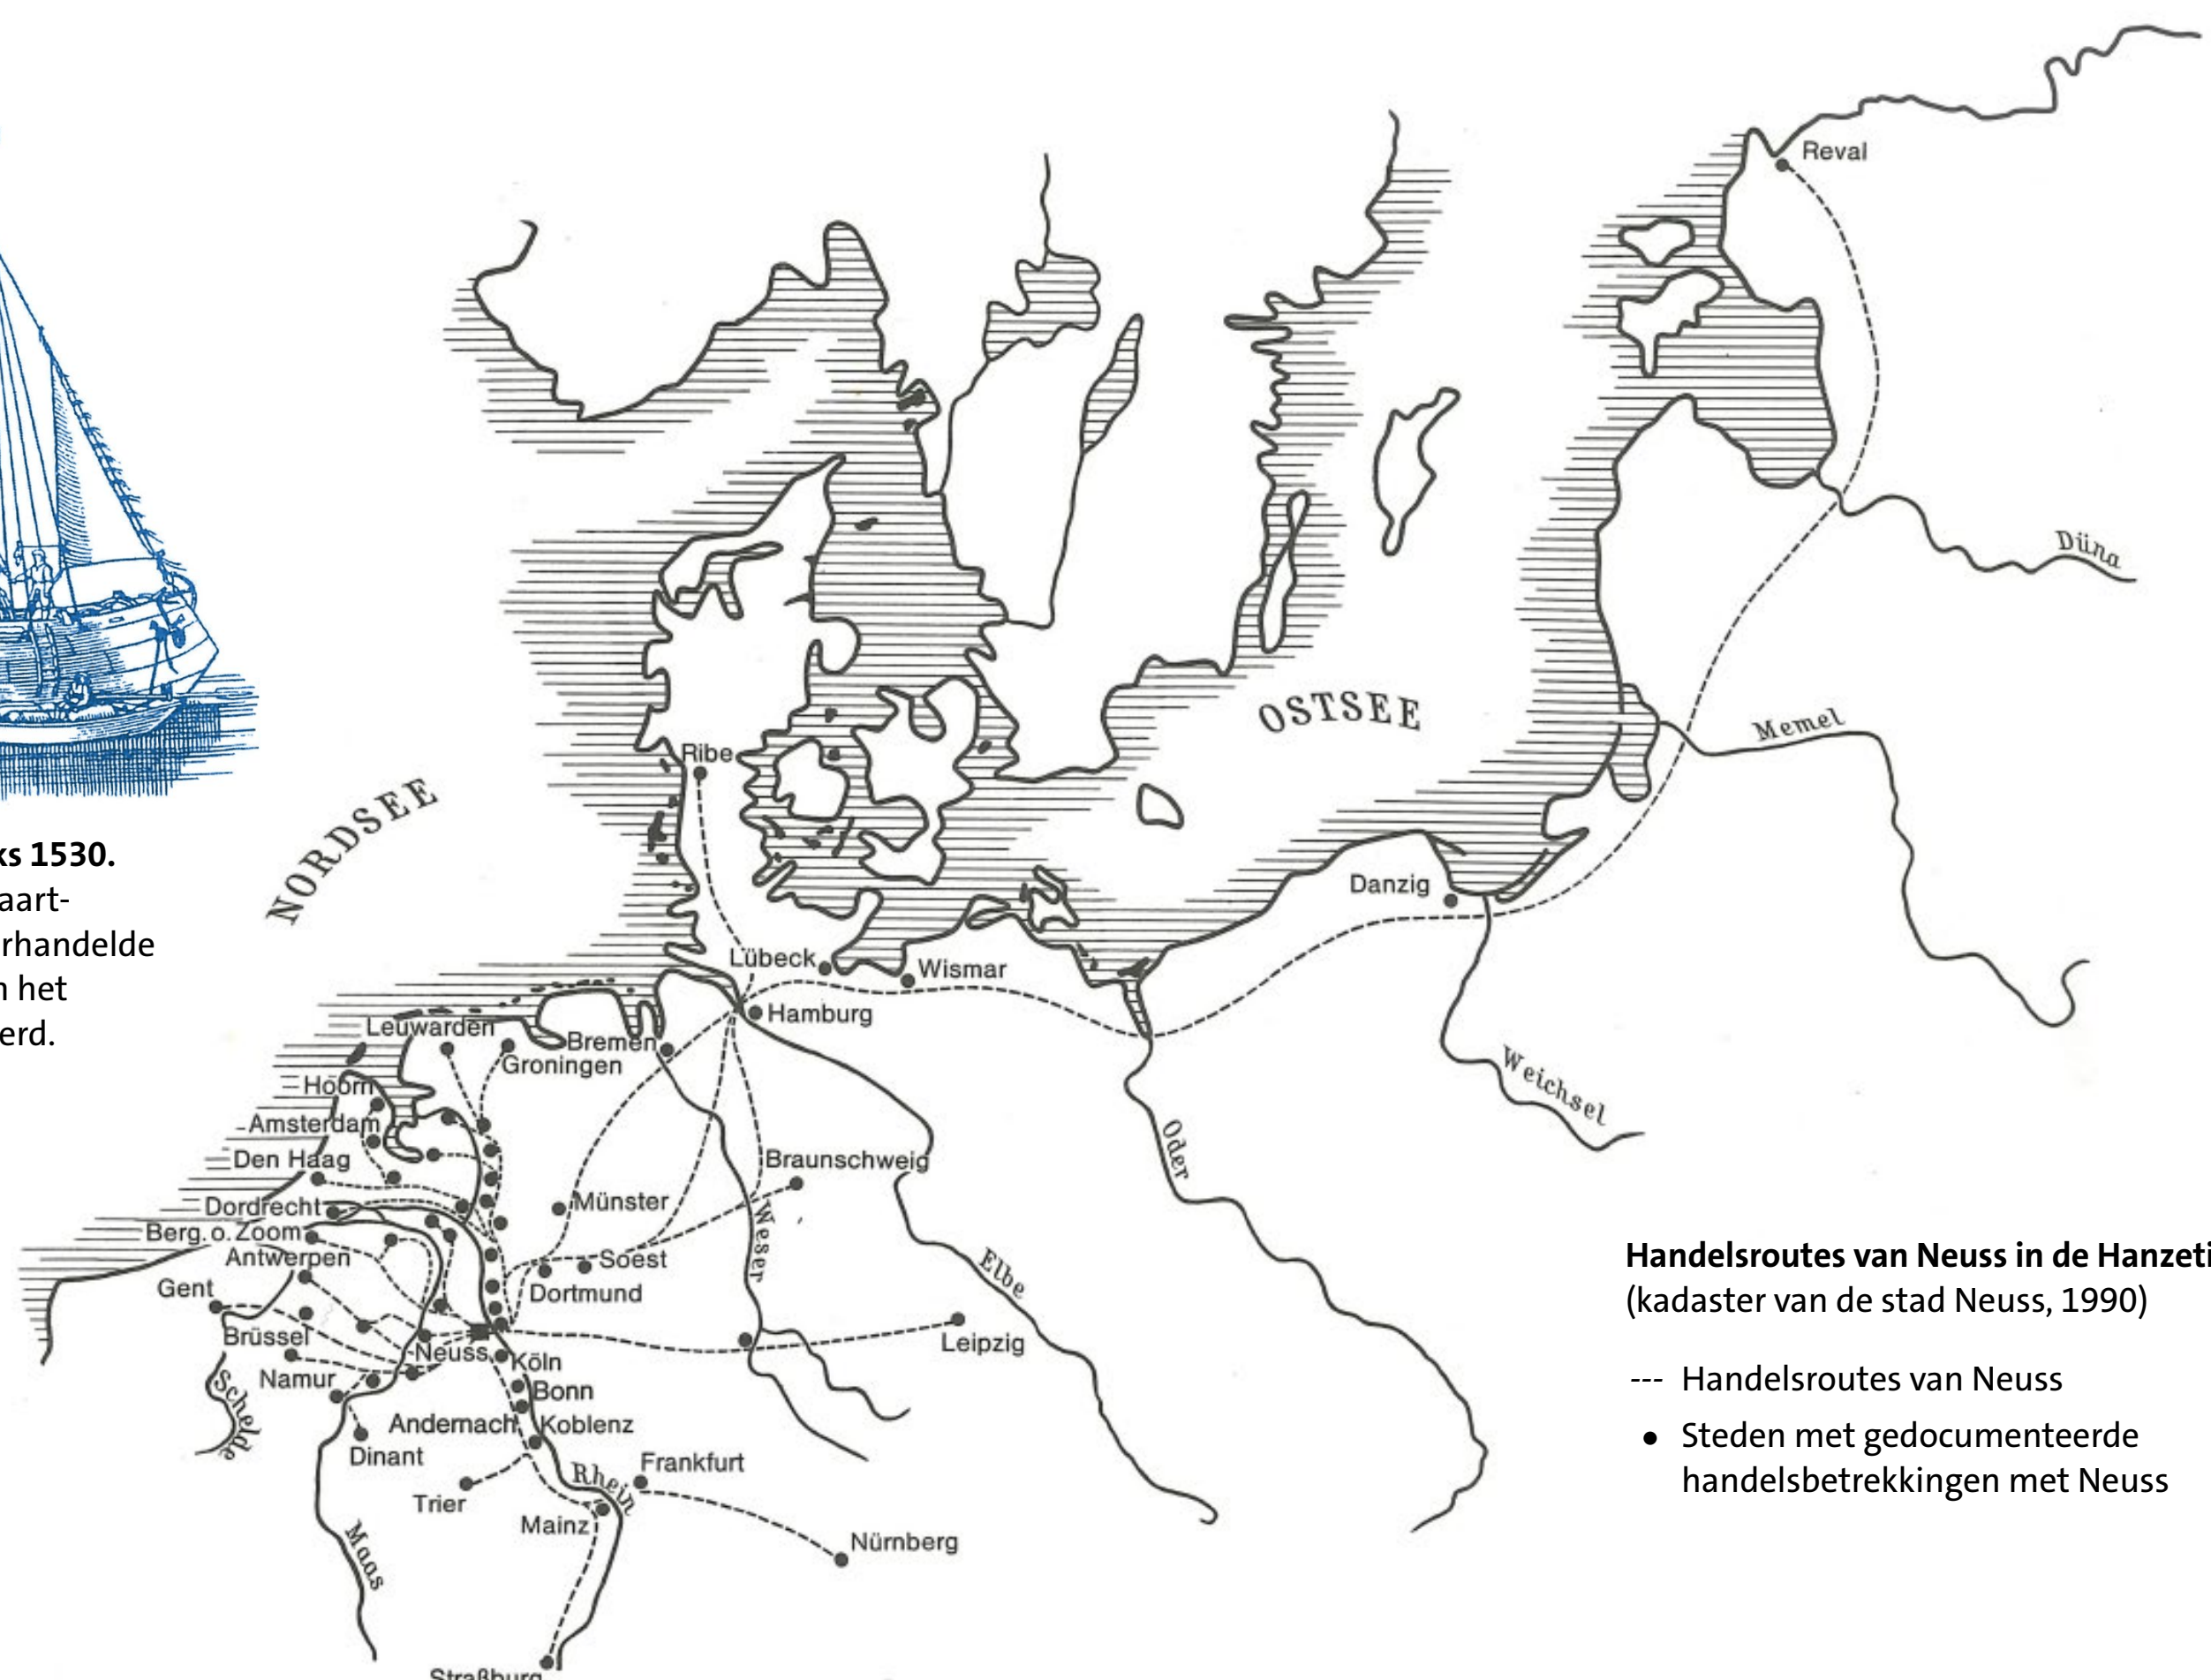 ks 1530.
aart-
rhandelde
n het
erd.
Reval
Düna
OSTSEE
Memel
Ribe
NORDSEE
Danzig
Lübeck
Wismar
Hamburg
Leuwarden
Bremen
Groningen
Weichsel
Hoorn
Amsterdam
Oder
Den Haag
Braunschweig
Dordrecht
Münster
Weser
Berg.o.Zoom
Antwerpen
Soest
Elbe
Gent
Dortmund
Brüssel
Leipzig
Neuss
Köln
Namur
Bonn
Schelde
Andernach
Koblenz
Dinant
Frankfurt
Rhein
Trier
Mainz
Maas
Nürnberg
Straßburg
Handelsroutes van Neuss in de Hanzeti
(kadaster van de stad Neuss, 1990)
--- Handelsroutes van Neuss
● Steden met gedocumenteerde
handelsbetrekkingen met Neuss